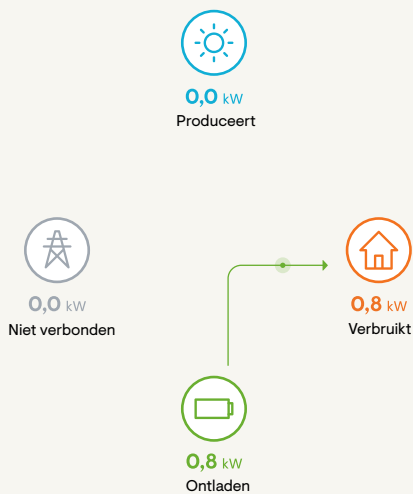 0,0 kW
Produceert
0,0 kW
Niet verbonden
0,8 kW
Verbruikt
0,8 kW
Ontladen